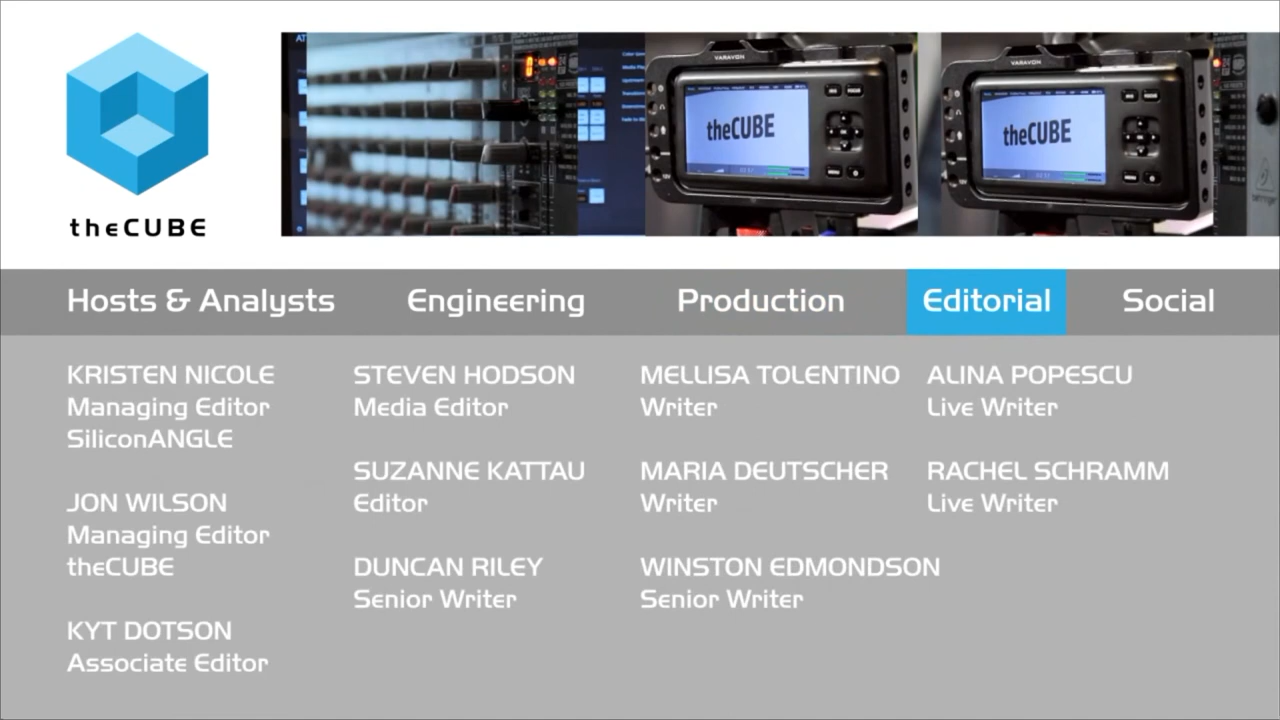 theCUBE
VARAVON
theCUBE
VARAVON
theCUBE
Hosts & Analysts
Engineering
Production
Editorial
Social
KRISTEN NICOLE
Managing Editor
SiliconANGLE
JON WILSON
Managing Editor
theCUBE
KYT DOTSON
Associate Editor
STEVEN HODSON
Media Editor
SUZANNE KATTAU
Editor
DUNCAN RILEY
Senior Writer
MELLISA TOLENTINO
Writer
MARIA DEUTSCHER
Writer
WINSTON EDMONDSON
Senior Writer
ALINA POPESCU
Live Writer
RACHEL SCHRAMM
Live Writer